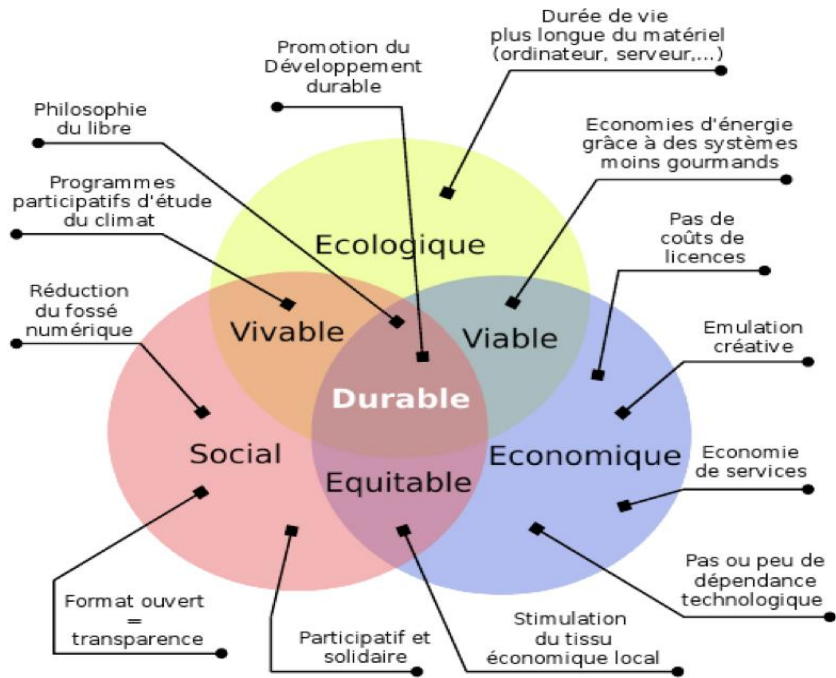 Durée de vie
plus longue du matériel
(ordinateur, serveur,...)
Promotion du
Développement
durable
Philosophie
du libre
Economies d'énergie
grâce à des systèmes
moins gourmands
Programmes
participatifs d'étude
du climat
Pas de
coûts de
licences
Ecologique
Réduction
du fossé
numérique
Vivable
Viable
Emulation
créative
Durable
Social
Economique
Equitable
Economie
de services
Pas ou peu de
dépendance
technologique
Format ouvert
=
transparence
Participatif et
solidaire
Stimulation
du tissu
économique local